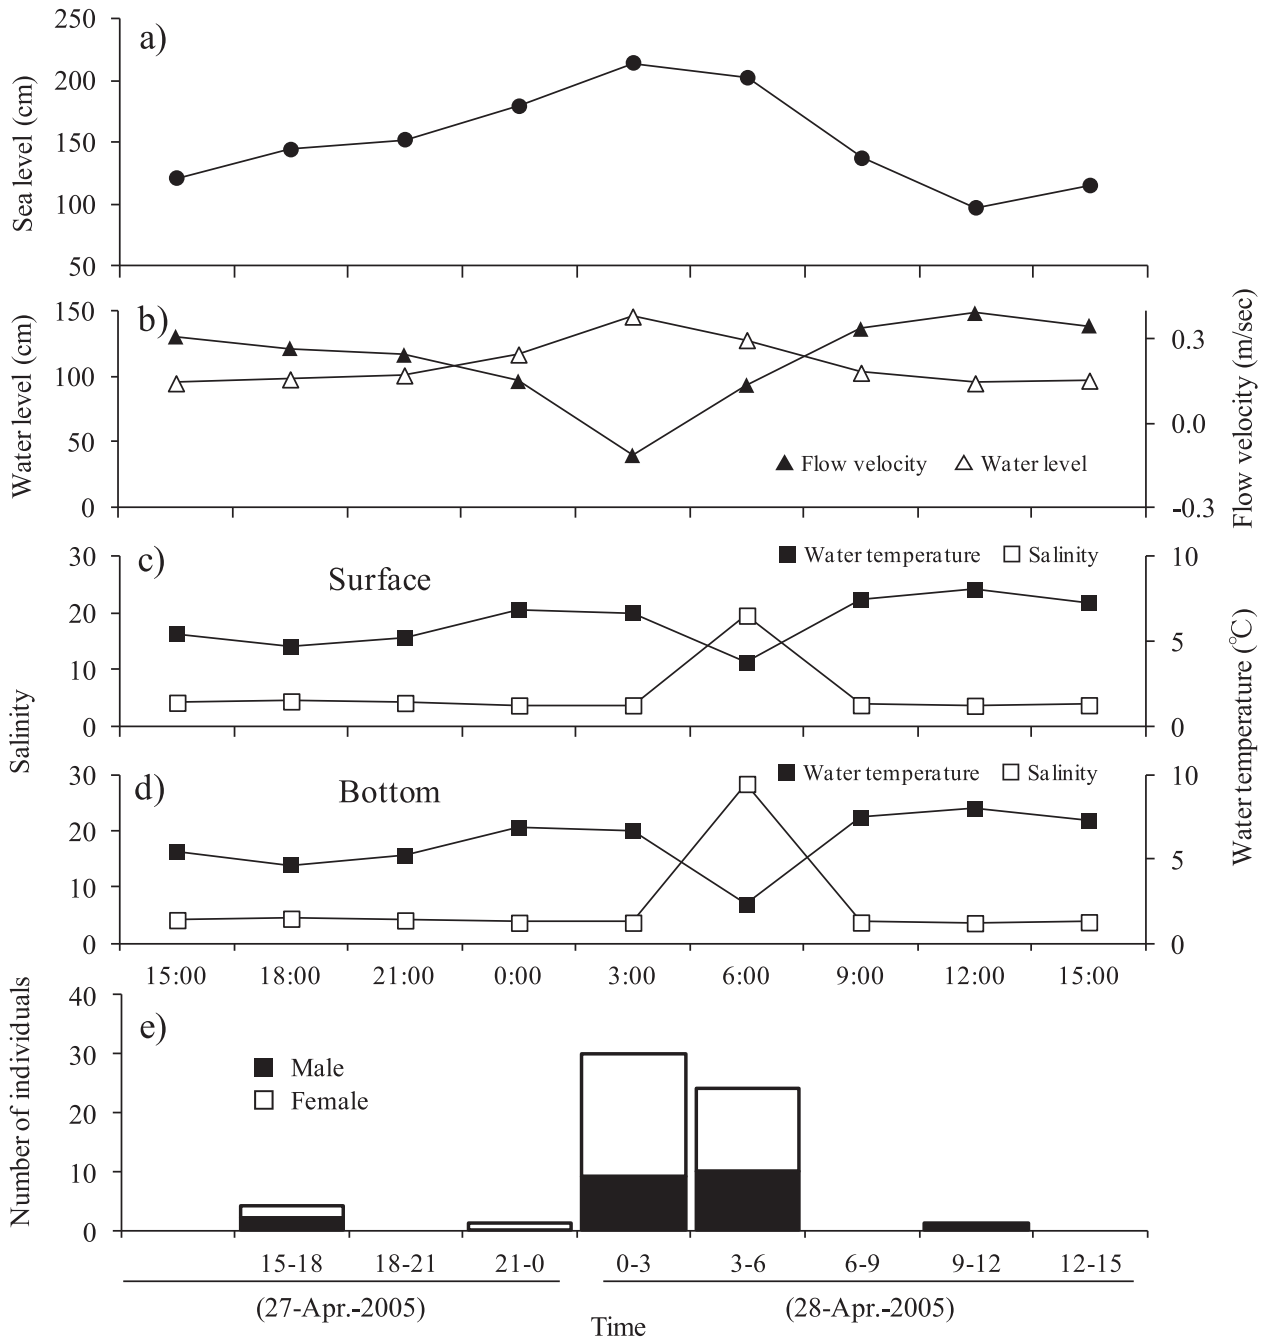 a)
250
200
150
100
50
Sea level (cm)
b)
150
100
50
0
Water level (cm)
0.3
0.0
-0.3
Flow velocity (m/sec)
Flow velocity
Water level
c)
Surface
Water temperature
Salinity
30
20
10
0
10
5
0
Salinity
Water temperature (℃)
d)
Bottom
Water temperature
Salinity
30
20
10
0
10
5
0
15:00 18:00 21:00 0:00 3:00 6:00 9:00 12:00 15:00
e)
40
30
20
10
0
Number of individuals
Male
Female
15-18 18-21 21-0 0-3 3-6 6-9 9-12 12-15
(27-Apr.-2005) (28-Apr.-2005)
Time